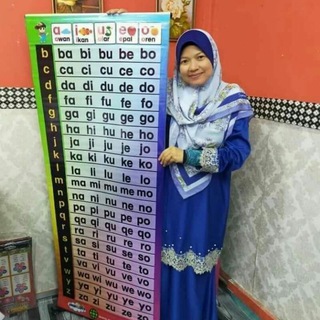 a i u e o
awan ikan ular epal oren
b ba bi bu be bo
c ca ci cu ce co
d da di du de do
f fa fi fu fe fo
g ga gi gu ge go
h ha hi hu he ho
j ja ji ju je jo
k ka ki ku ke ko
l la li lu le lo
m ma mi mu me mo
n na ni nu ne no
p pa pi pu pe po
q qa qi qu qe qo
r ra ri ru re ro
s sa si su se so
t ta ti tu te to
v va vi vu ve vo
w wa wi wu we wo
y ya yi yu ye yo
z za zi zu ze zo